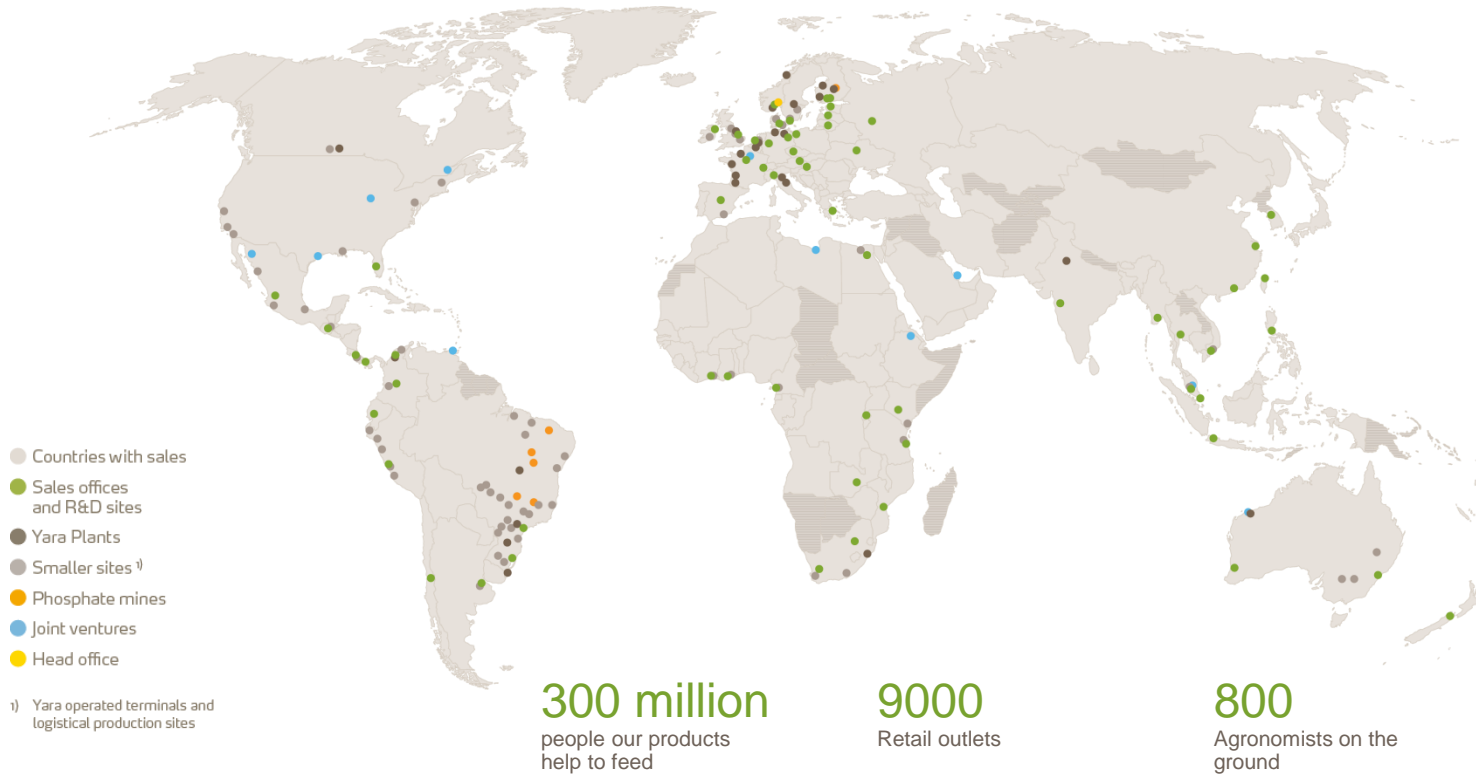 Countries with sales
Sales offices
and R&D sites
Yara Plants
Smaller sites ¹⁾
Phosphate mines
Joint ventures
Head office
¹⁾ Yara operated terminals and
logistical production sites
300 million
people our products
help to feed
9000
Retail outlets
800
Agronomists on the
ground